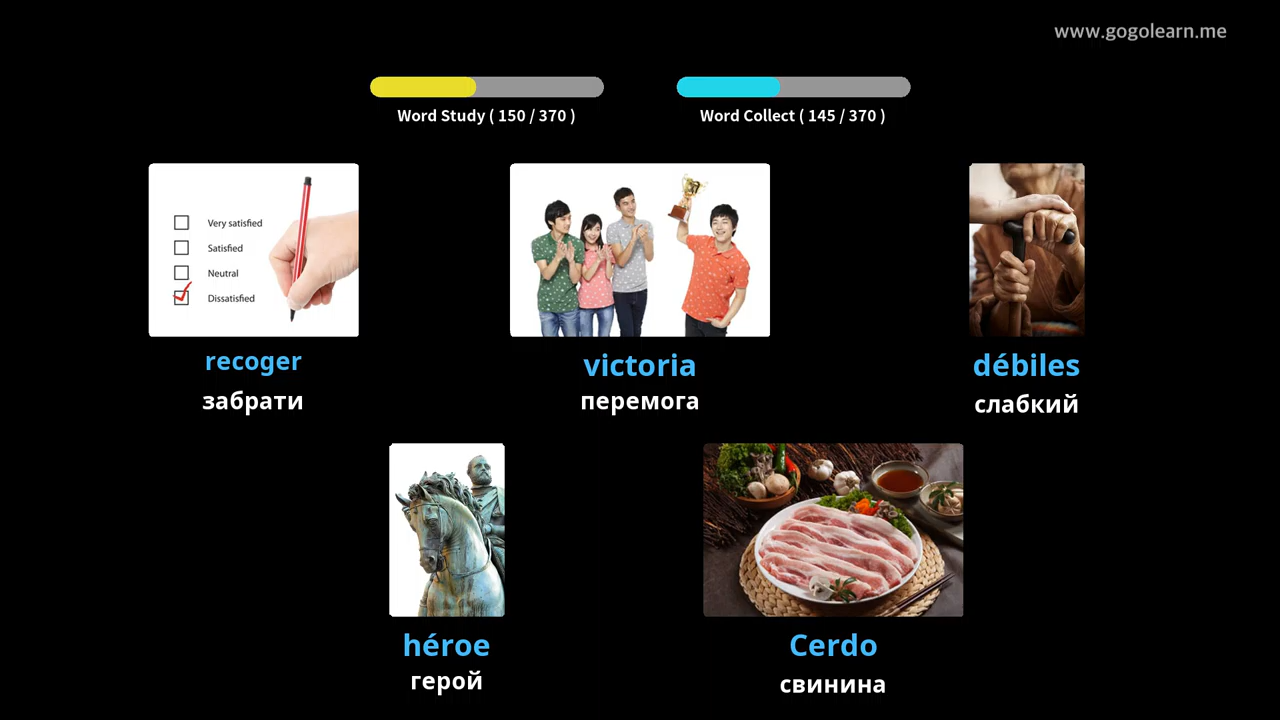 www.gogolearn.me
Word Study ( 150 / 370 )
Word Collect ( 145 / 370 )
Very satisfied
Satisfied
Neutral
Dissatisfied
recoger
забрати
victoria
перемога
débiles
слабкий
héroe
герой
Cerdo
свинина